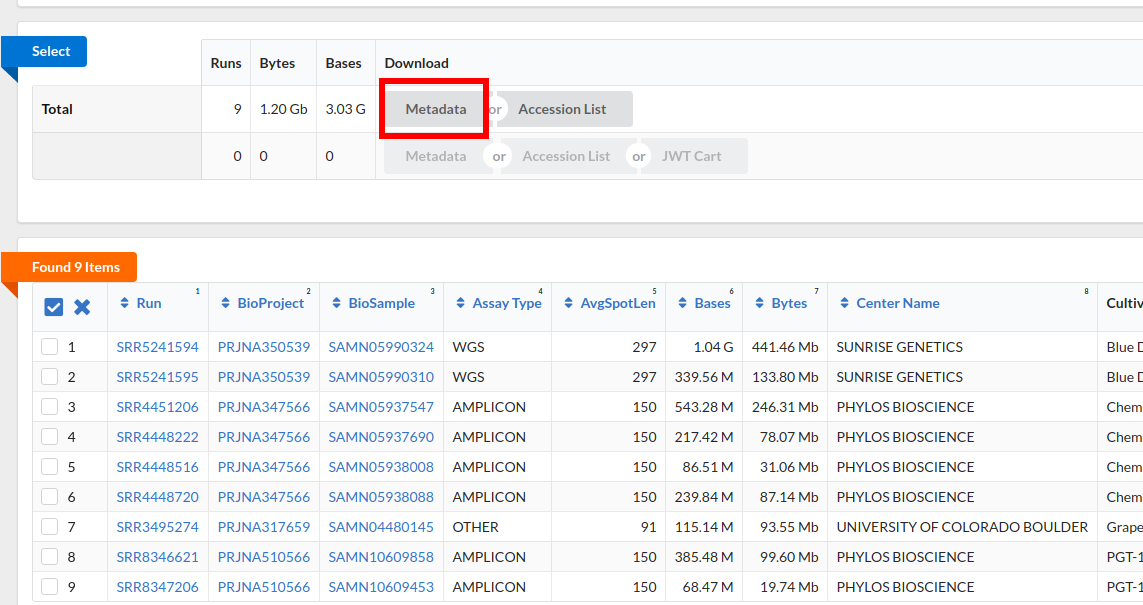 Select
Runs Bytes Bases Download
Total 9 1.20 Gb 3.03 G Metadata or Accession List
0 0 0 Metadata or Accession List or JWT Cart
Found 9 Items
Run 1 BioProject 2 BioSample 3 Assay Type 4 AvgSpotLen 5 Bases 6 Bytes 7 Center Name 8 Cultiv
1 SRR5241594 PRJNA350539 SAMN05990324 WGS 297 1.04 G 441.46 Mb SUNRISE GENETICS Blue D
2 SRR5241595 PRJNA350539 SAMN05990310 WGS 297 339.56 M 133.80 Mb SUNRISE GENETICS Blue D
3 SRR4451206 PRJNA347566 SAMN05937547 AMPLICON 150 543.28 M 246.31 Mb PHYLOS BIOSCIENCE Chem
4 SRR4448222 PRJNA347566 SAMN05937690 AMPLICON 150 217.42 M 78.07 Mb PHYLOS BIOSCIENCE Chem
5 SRR4448516 PRJNA347566 SAMN05938008 AMPLICON 150 86.51 M 31.06 Mb PHYLOS BIOSCIENCE Chem
6 SRR4448720 PRJNA347566 SAMN05938088 AMPLICON 150 239.84 M 87.14 Mb PHYLOS BIOSCIENCE Chem
7 SRR3495274 PRJNA317659 SAMN04480145 OTHER 91 115.14 M 93.55 Mb UNIVERSITY OF COLORADO BOULDER Grape
8 SRR8346621 PRJNA510566 SAMN10609858 AMPLICON 150 385.48 M 99.60 Mb PHYLOS BIOSCIENCE PGT-1
9 SRR8347206 PRJNA510566 SAMN10609453 AMPLICON 150 68.47 M 19.74 Mb PHYLOS BIOSCIENCE PGT-1